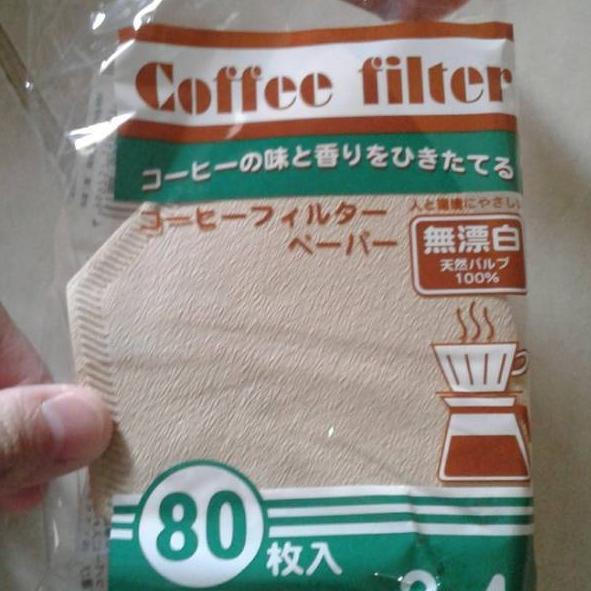 Coffee filter
コーヒーの味と香りをひきたてる
コーヒーフィルター
ペーパー
人と環境にやさしい
無漂白
天然パルプ
100%
80
枚入